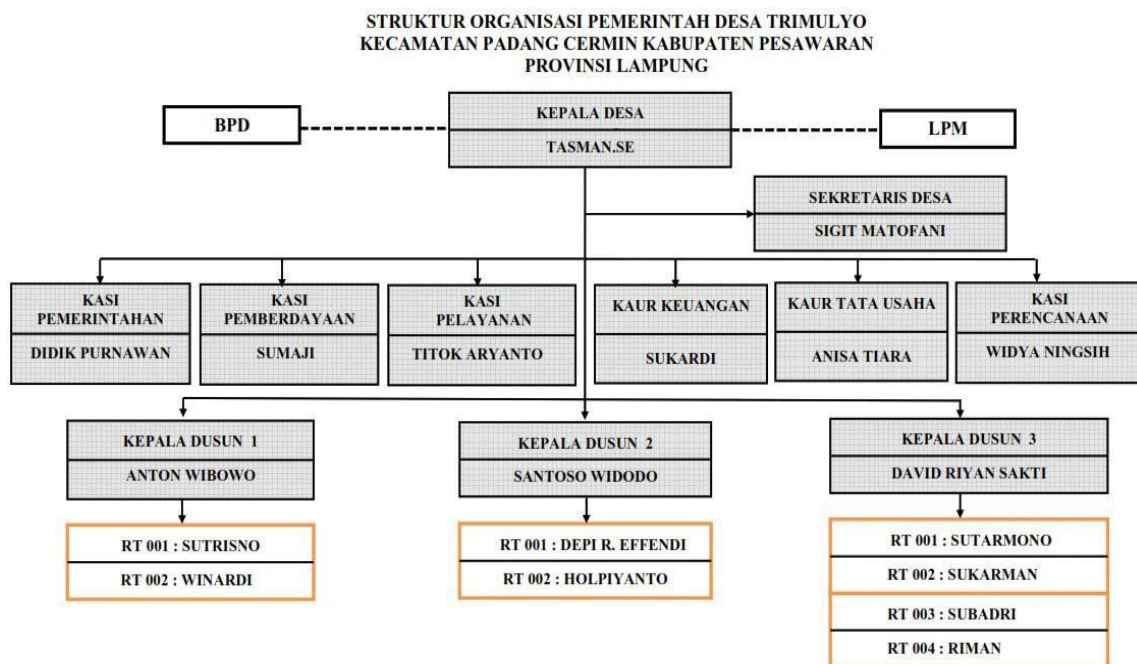 STRUKTUR ORGANISASI PEMERINTAH DESA TRIMULYO
KECAMATAN PADANG CERMIN KABUPATEN PESAWARAN
PROVINSI LAMPUNG
BPD
KEPALA DESA
TASMAN.SE
LPM
SEKRETARIS DESA
SIGIT MATOFANI
KASI
PEMERINTAHAN
DIDIK PURNAWAN
KASI
PEMBERDAYAAN
SUMAJI
KASI
PELAYANAN
TITOK ARYANTO
KAUR KEUANGAN
SUKARDI
KAUR TATA USAHA
ANISA TIARA
KASI
PERENCANAAN
WIDYA NINGSIH
KEPALA DUSUN 1
ANTON WIBOWO
RT 001 : SUTRISNO
RT 002 : WINARDI
KEPALA DUSUN 2
SANTOSO WIDODO
RT 001 : DEPI R. EFFENDI
RT 002 : HOLPIYANTO
KEPALA DUSUN 3
DAVID RIYAN SAKTI
RT 001 : SUTARMONO
RT 002 : SUKARMAN
RT 003 : SUBADRI
RT 004 : RIMAN